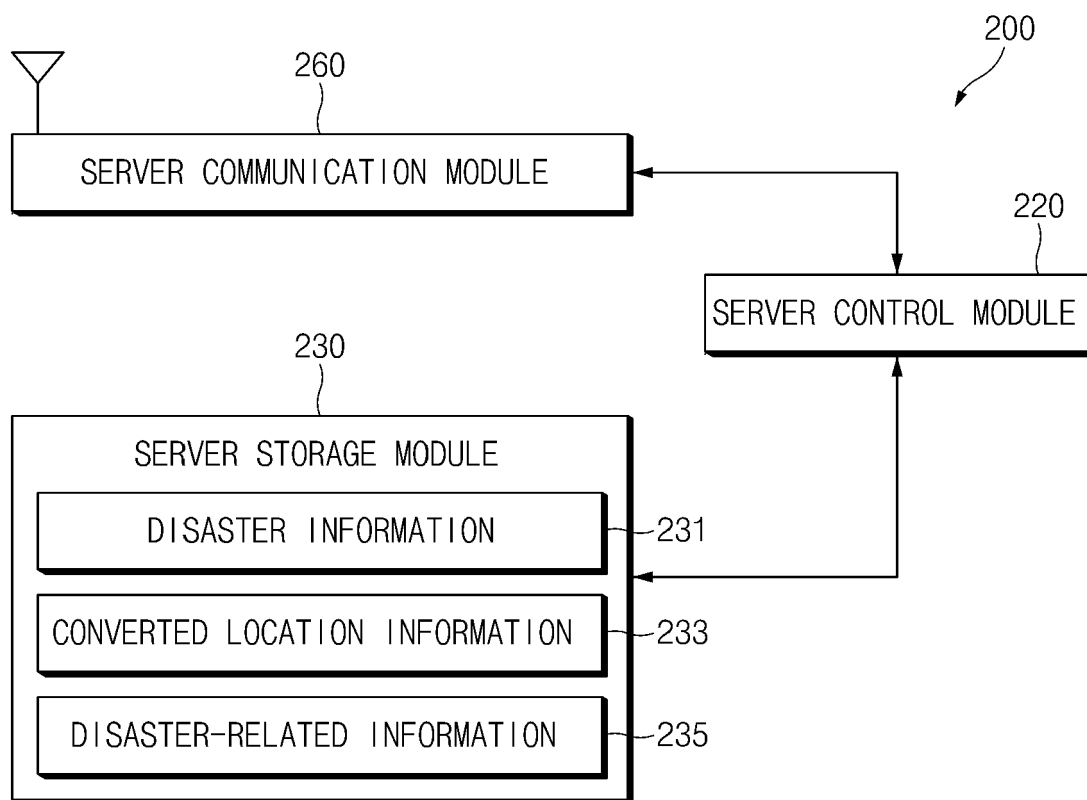 200
260
SERVER COMMUNICATION MODULE
220
SERVER CONTROL MODULE
230
SERVER STORAGE MODULE
DISASTER INFORMATION
231
CONVERTED LOCATION INFORMATION
233
DISASTER-RELATED INFORMATION
235